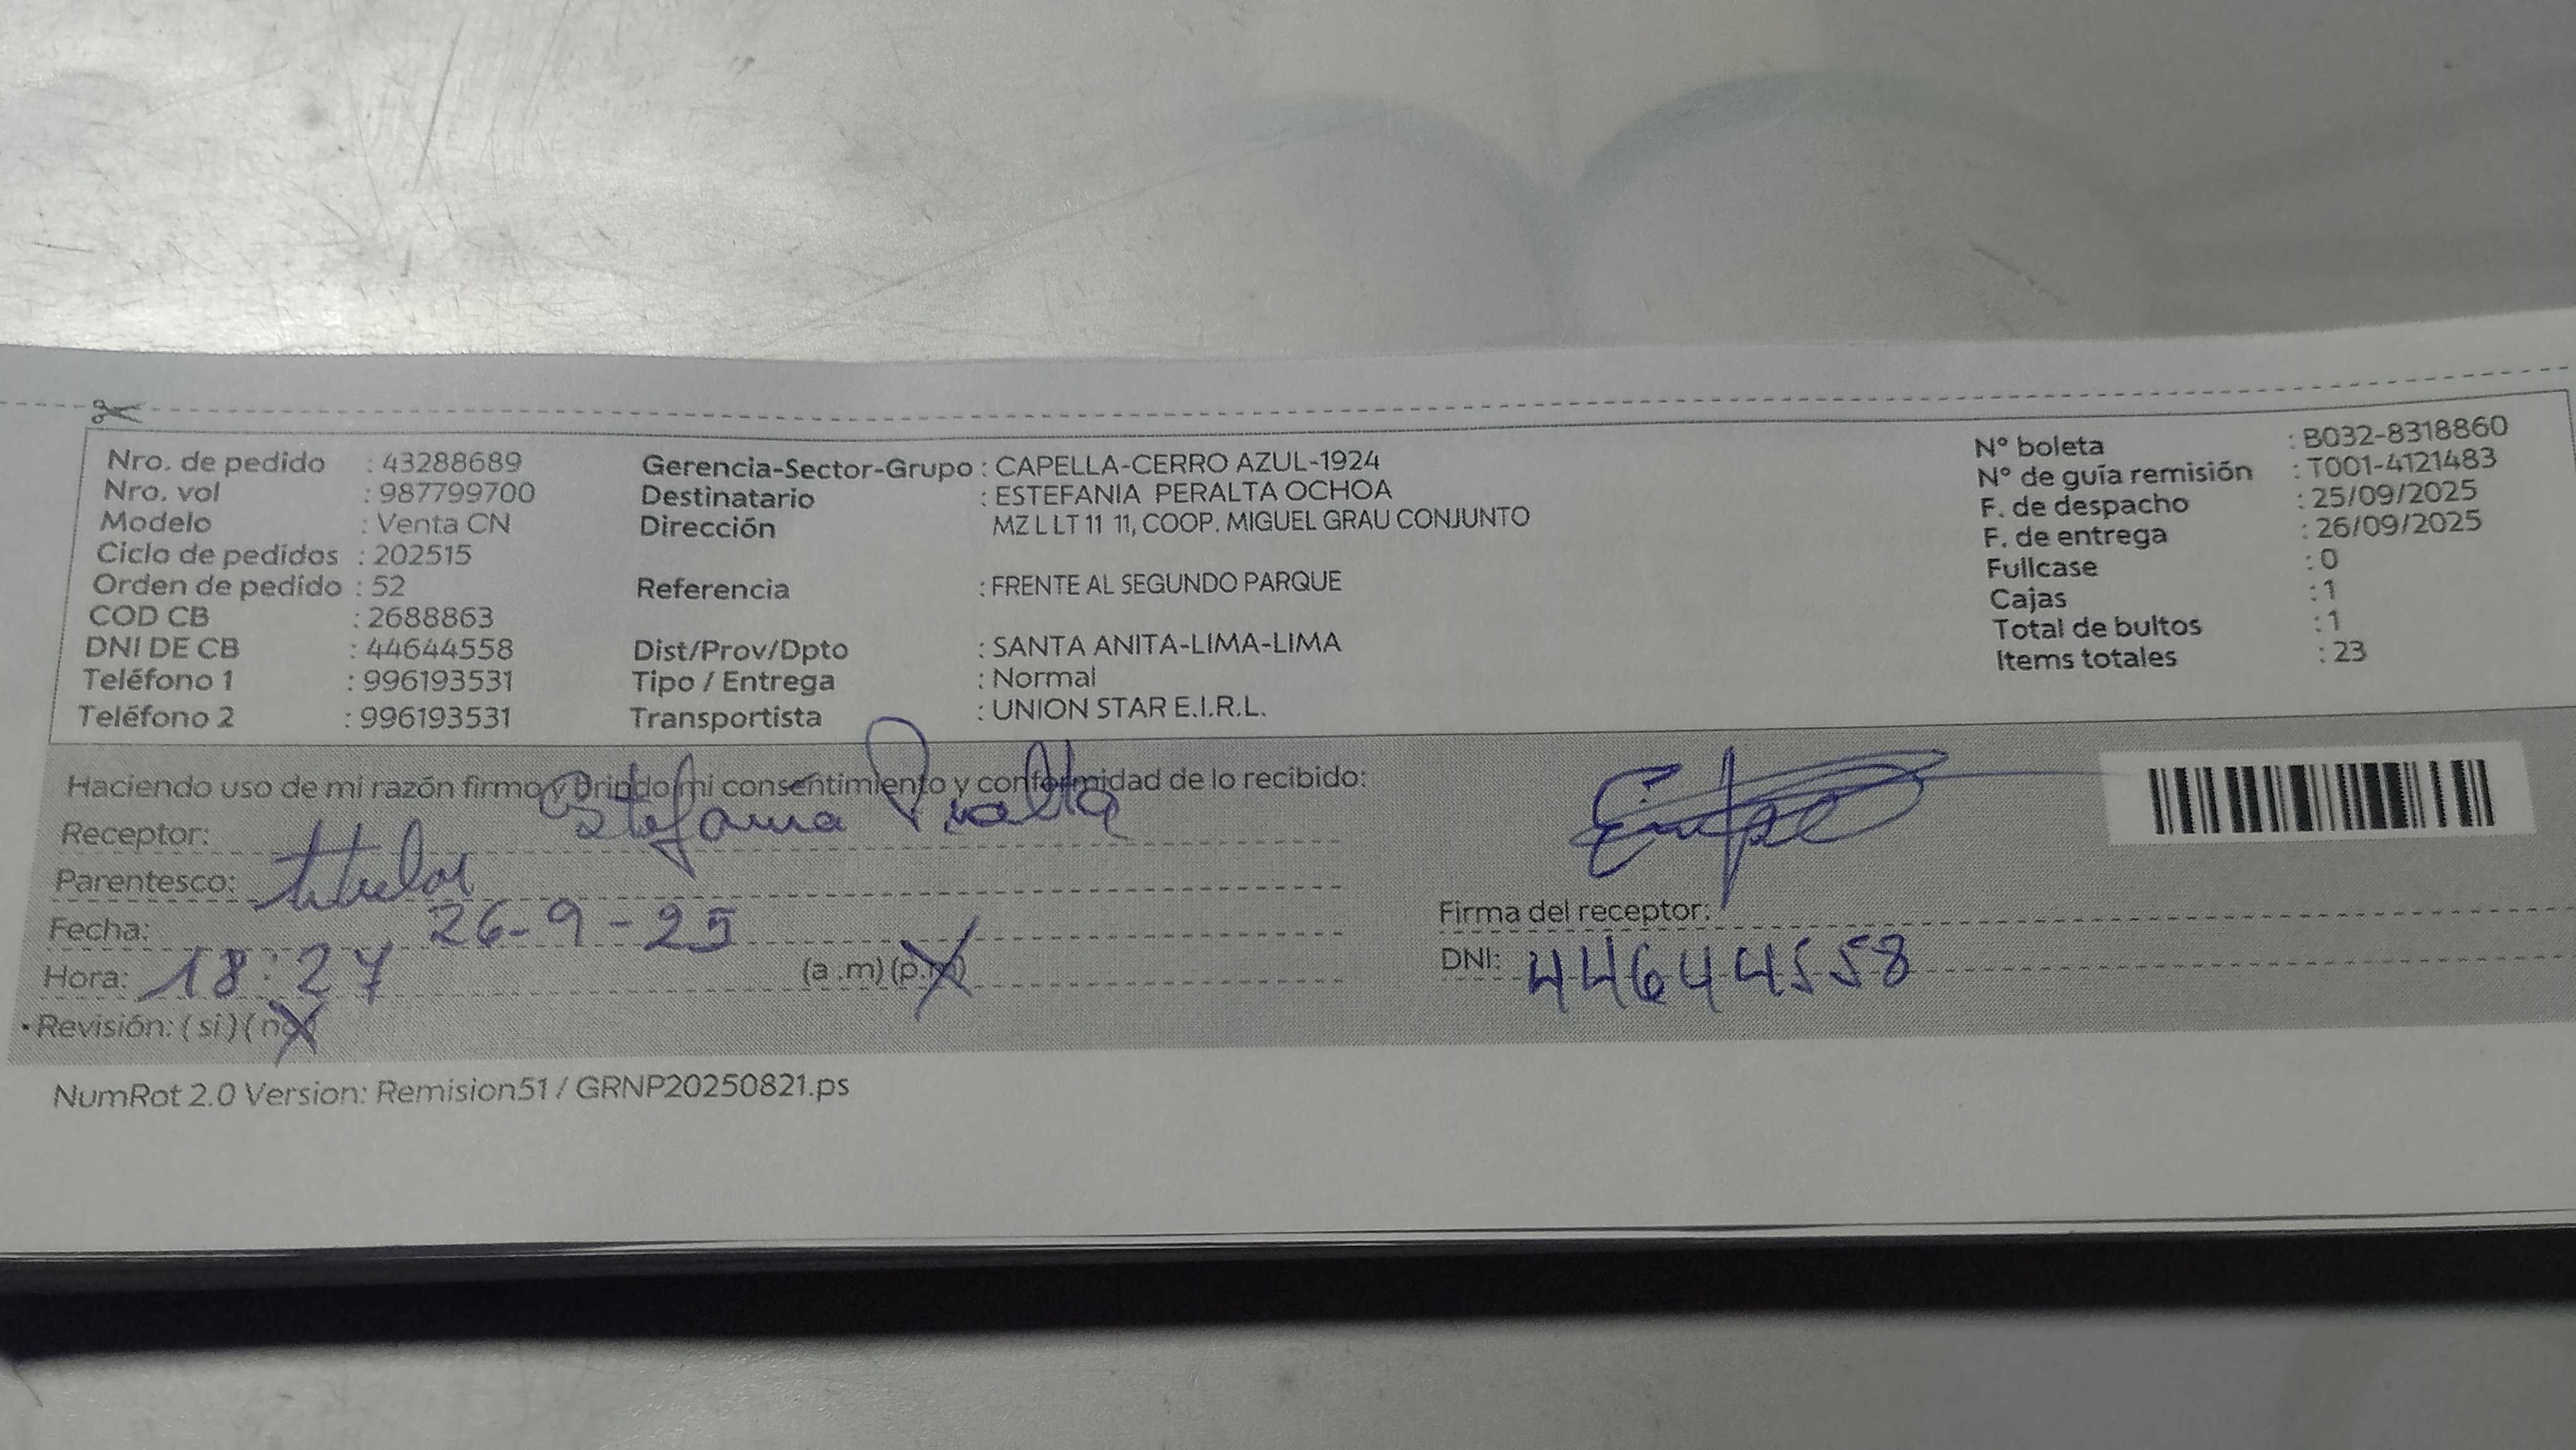 Nro. de pedido : 43288689
Nro. vol : 987799700
Modelo : Venta CN
Ciclo de pedidos : 202515
Orden de pedido : 52
COD CB : 2688863
DNI DE CB : 44644558
Teléfono 1 : 996193531
Teléfono 2 : 996193531
Gerencia-Sector-Grupo : CAPELLA-CERRO AZUL-1924
Destinatario : ESTEFANIA PERALTA OCHOA
Dirección MZ L LT 11 11, COOP. MIGUEL GRAU CONJUNTO
Referencia : FRENTE AL SEGUNDO PARQUE
Dist/Prov/Dpto : SANTA ANITA-LIMA-LIMA
Tipo / Entrega : Normal
Transportista : UNION STAR E.I.R.L.
N° boleta : B032-8318860
N° de guía remisión : T001-4121483
F. de despacho : 25/09/2025
F. de entrega : 26/09/2025
Fullcase : 0
Cajas : 1
Total de bultos : 1
Items totales : 23
Haciendo uso de mi razón firmo y brindo mi consentimiento y conformidad de lo recibido:
Receptor: Estefania Peralta
Parentesco: titular
Fecha: 26-9-25
Hora: 18:27 (a .m) (p.m)
• Revisión: ( si ) ( no )
Firma del receptor:
DNI: 44644558
NumRot 2.0 Version: Remision51 / GRNP20250821.ps